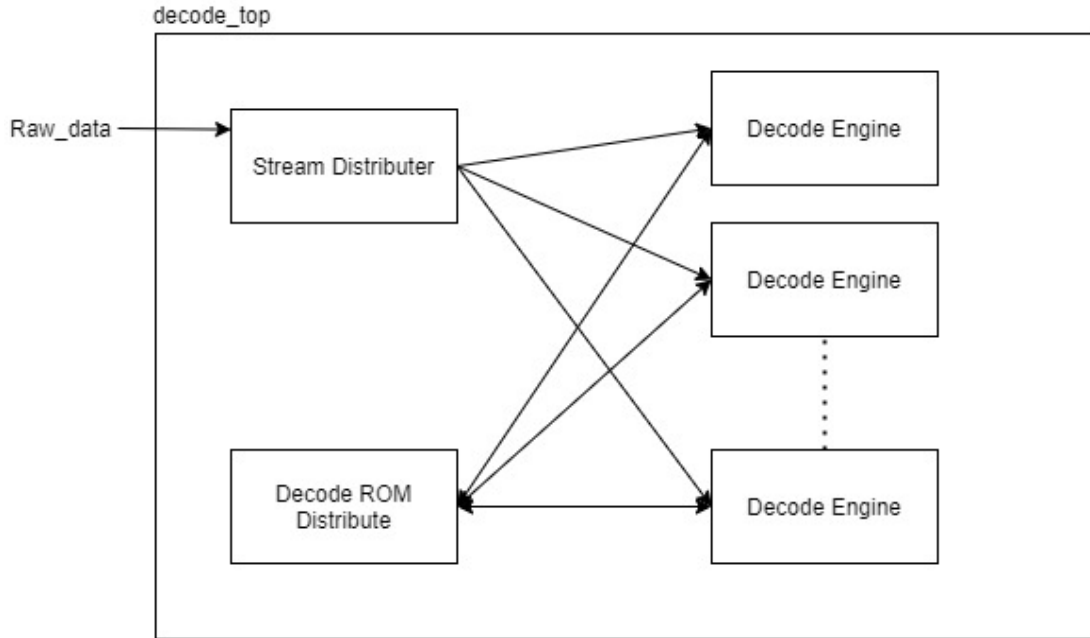 decode_top
Raw_data
Stream Distributer
Decode Engine
Decode Engine
Decode ROM
Distribute
Decode Engine